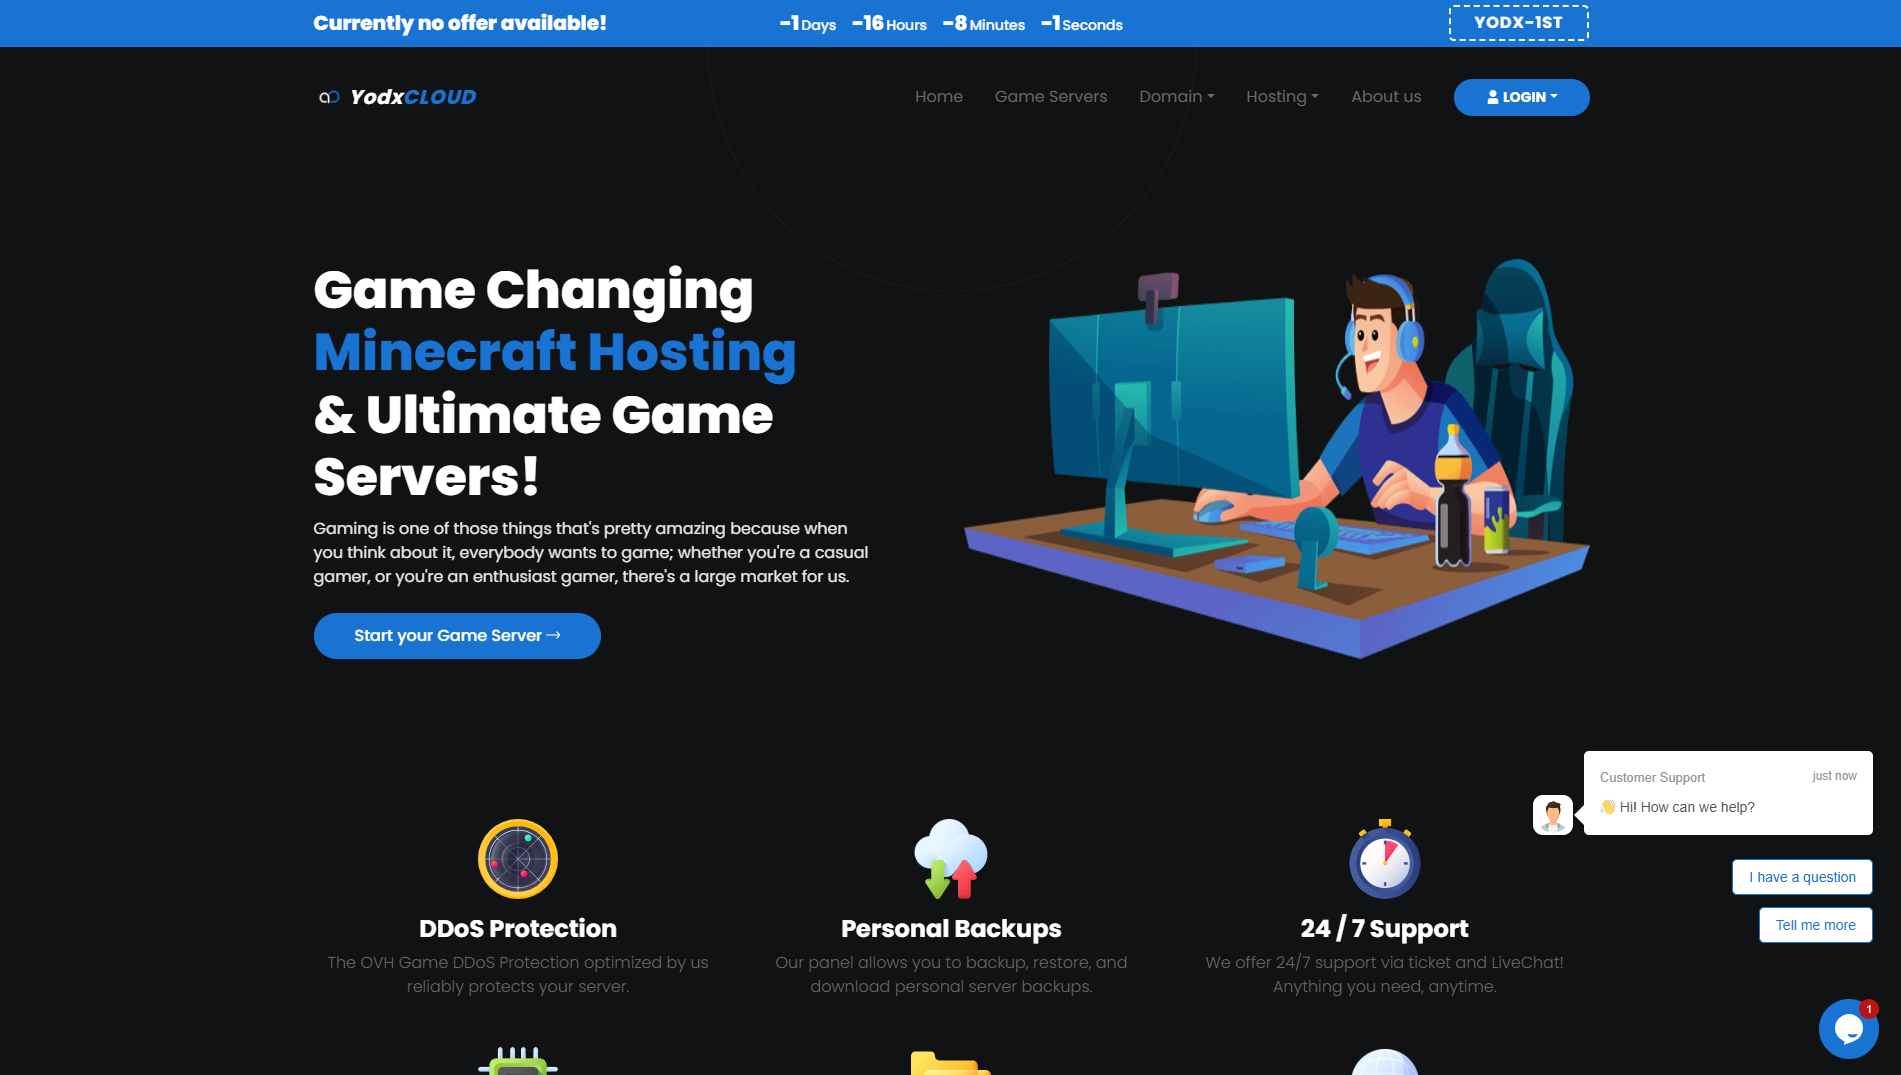 Currently no offer available!
-1 Days -16 Hours -8 Minutes -1 Seconds
YODX-1ST
YodxCLOUD
Home
Game Servers
Domain
Hosting
About us
LOGIN
Game Changing
Minecraft Hosting
& Ultimate Game
Servers!
Gaming is one of those things that's pretty amazing because when
you think about it, everybody wants to game; whether you're a casual
gamer, or you're an enthusiast gamer, there's a large market for us.
Start your Game Server →
Customer Support
just now
👋 Hi! How can we help?
I have a question
Tell me more
1
DDoS Protection
The OVH Game DDoS Protection optimized by us
reliably protects your server.
Personal Backups
Our panel allows you to backup, restore, and
download personal server backups.
24 / 7 Support
We offer 24/7 support via ticket and LiveChat!
Anything you need, anytime.